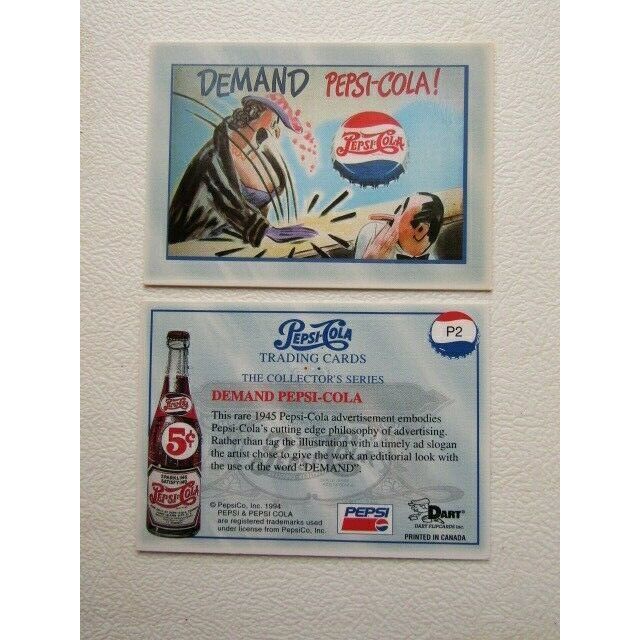 DEMAND PEPSI-COLA!
PEPSI-COLA
PEPSI-COLA
TRADING CARDS
THE COLLECTOR'S SERIES
P2
DEMAND PEPSI-COLA
This rare 1945 Pepsi-Cola advertisement embodies
Pepsi-Cola's cutting edge philosophy of advertising.
Rather than tag the illustration with a timely ad slogan
the artist chose to give the work an editiorial look with
the use of the word "DEMAND".
5¢
SPARKLING
SATISFYING
PEPSI-COLA
© PepsiCo, Inc. 1994
PEPSI & PEPSI COLA
are registered trademarks used
under license from PepsiCo, Inc.
PEPSI
DART
DART FLIPCARDS INC.
PRINTED IN CANADA